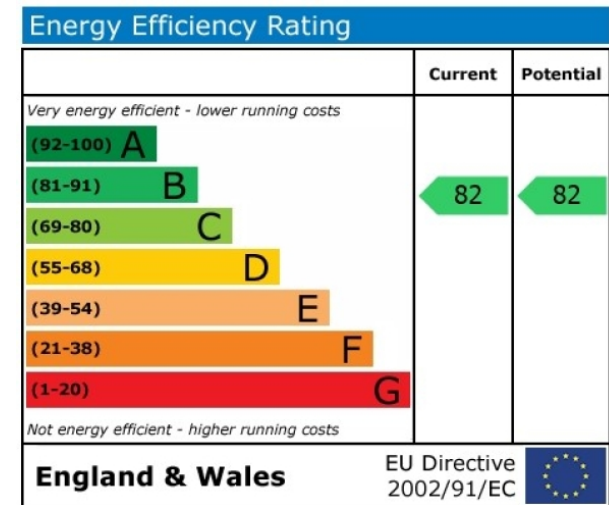 Energy Efficiency Rating
Current Potential
Very energy efficient - lower running costs
(92-100) A
(81-91) B
82 82
(69-80) C
(55-68) D
(39-54) E
(21-38) F
(1-20) G
Not energy efficient - higher running costs
England & Wales
EU Directive
2002/91/EC